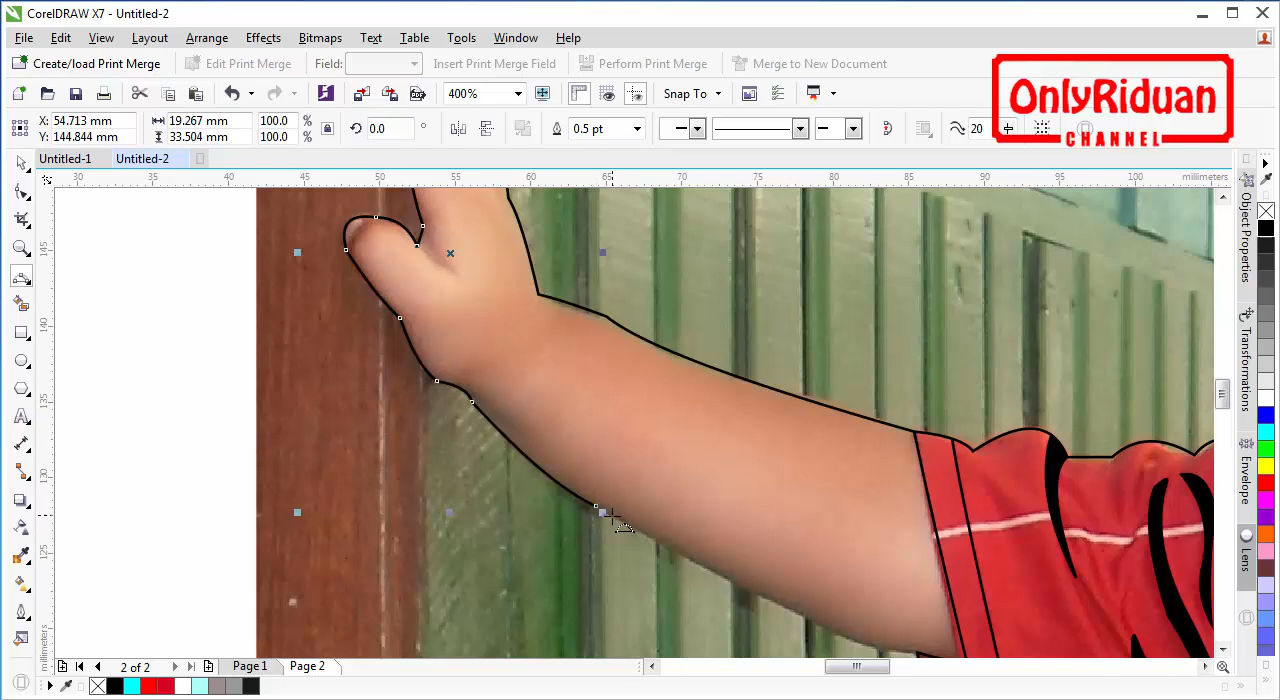 CorelDRAW X7 - Untitled-2
File Edit View Layout Arrange Effects Bitmaps Text Table Tools Window Help
Create/load Print Merge Edit Print Merge Field: Insert Print Merge Field Perform Print Merge Merge to New Document
400% Snap To
X: 54.713 mm 19.267 mm 100.0 % 0.0 ° 0.5 pt 20
Y: 144.844 mm 33.504 mm 100.0 %
OnlyRiduan
CHANNEL
Untitled-1 Untitled-2
30 35 40 45 50 55 60 65 70 75 80 85 90 95 100 millimeters
145
140
135
130
125
millimeters
Object Properties
Transformations
Envelope
Lens
2 of 2 Page 1 Page 2